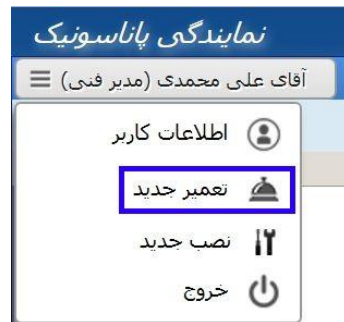 نمایندگی پاناسونیک
آقای علی محمدی (مدیر فنی)
اطلاعات کاربر
تعمیر جدید
نصب جدید
خروج